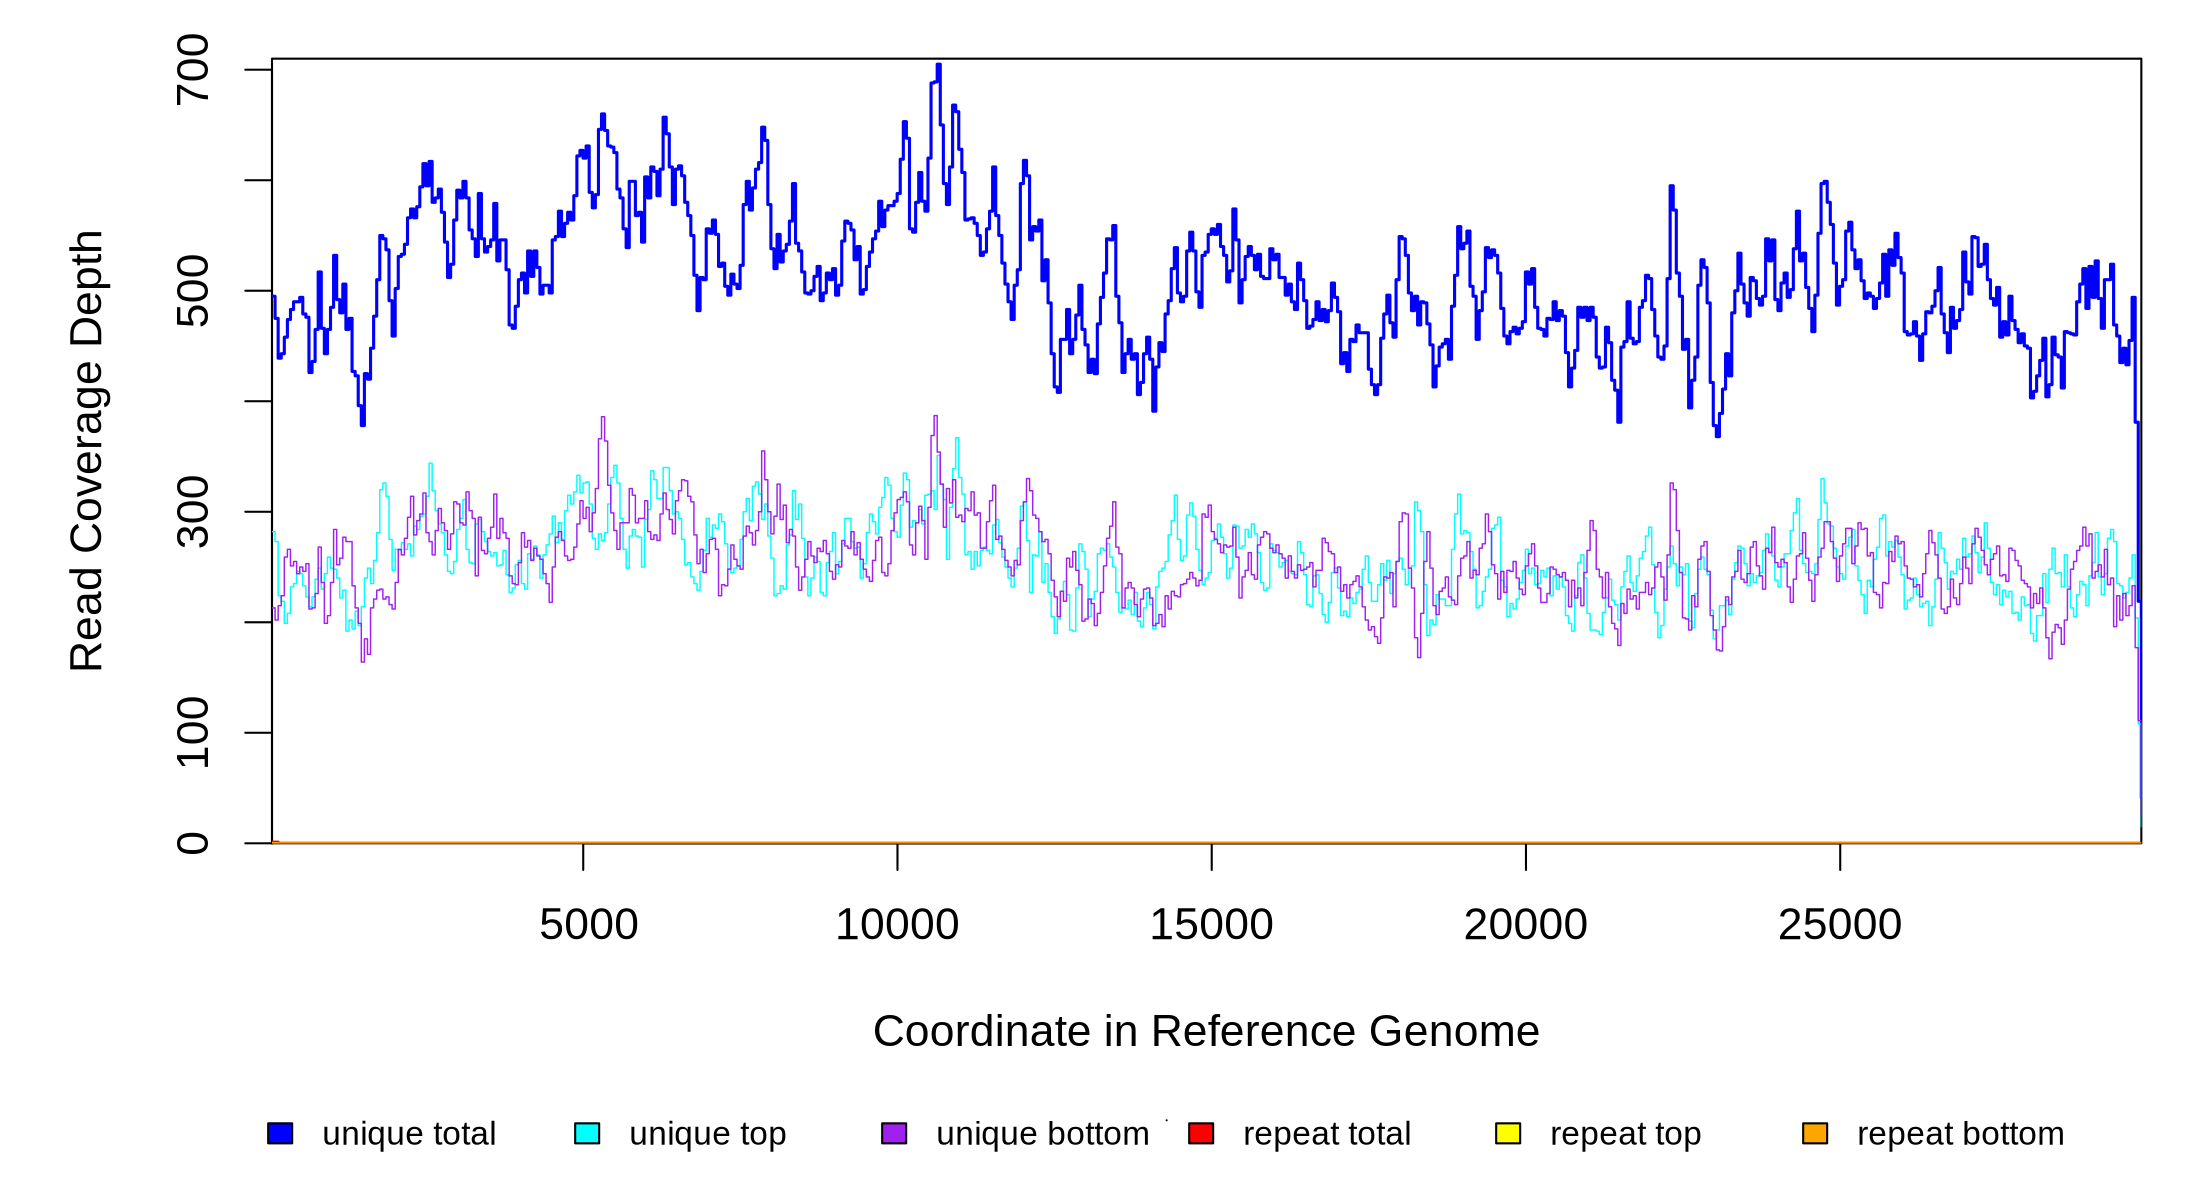 Read Coverage Depth
700
500
300
100
0
5000 10000 15000 20000 25000
Coordinate in Reference Genome
unique total unique top unique bottom repeat total repeat top repeat bottom